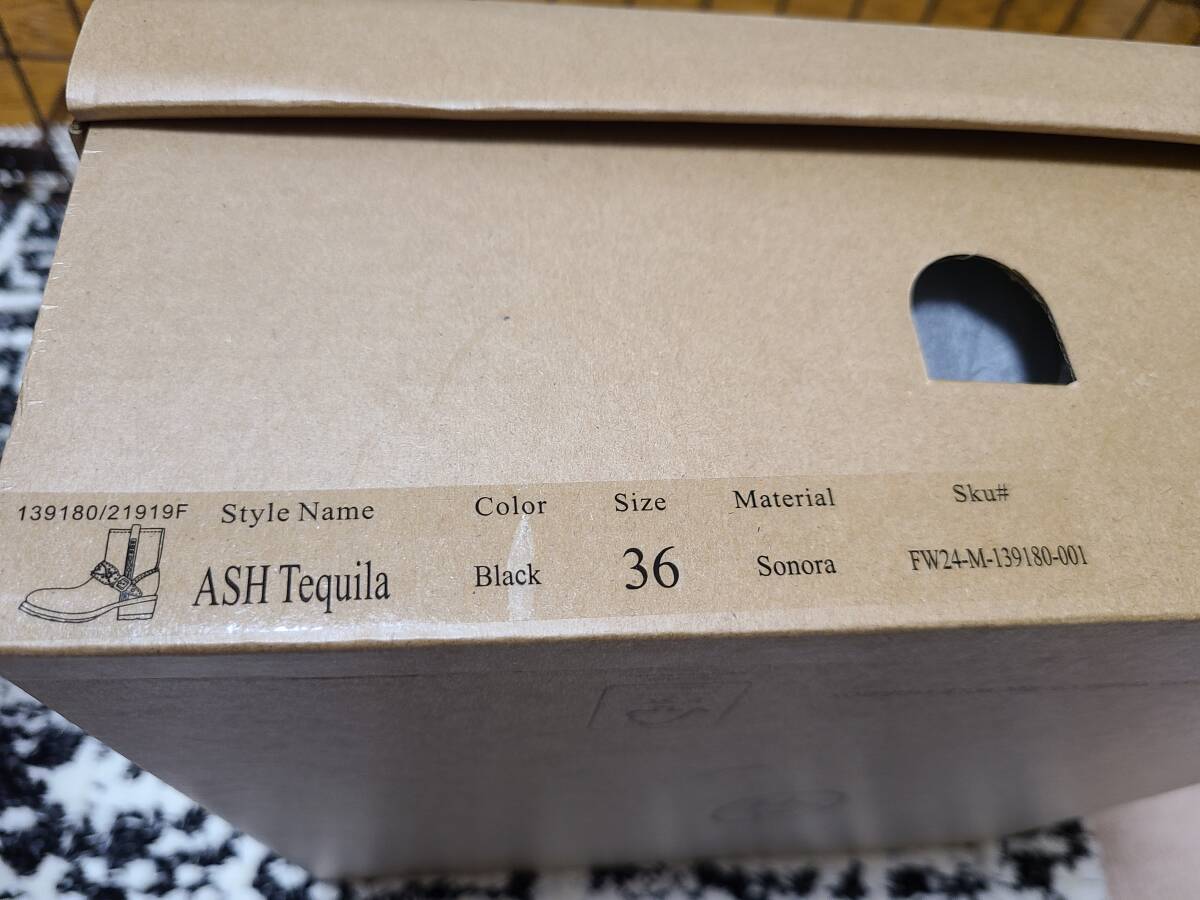 139180/21919F Style Name Color Size Material Sku#
ASH Tequila Black 36 Sonora FW24-M-139180-001